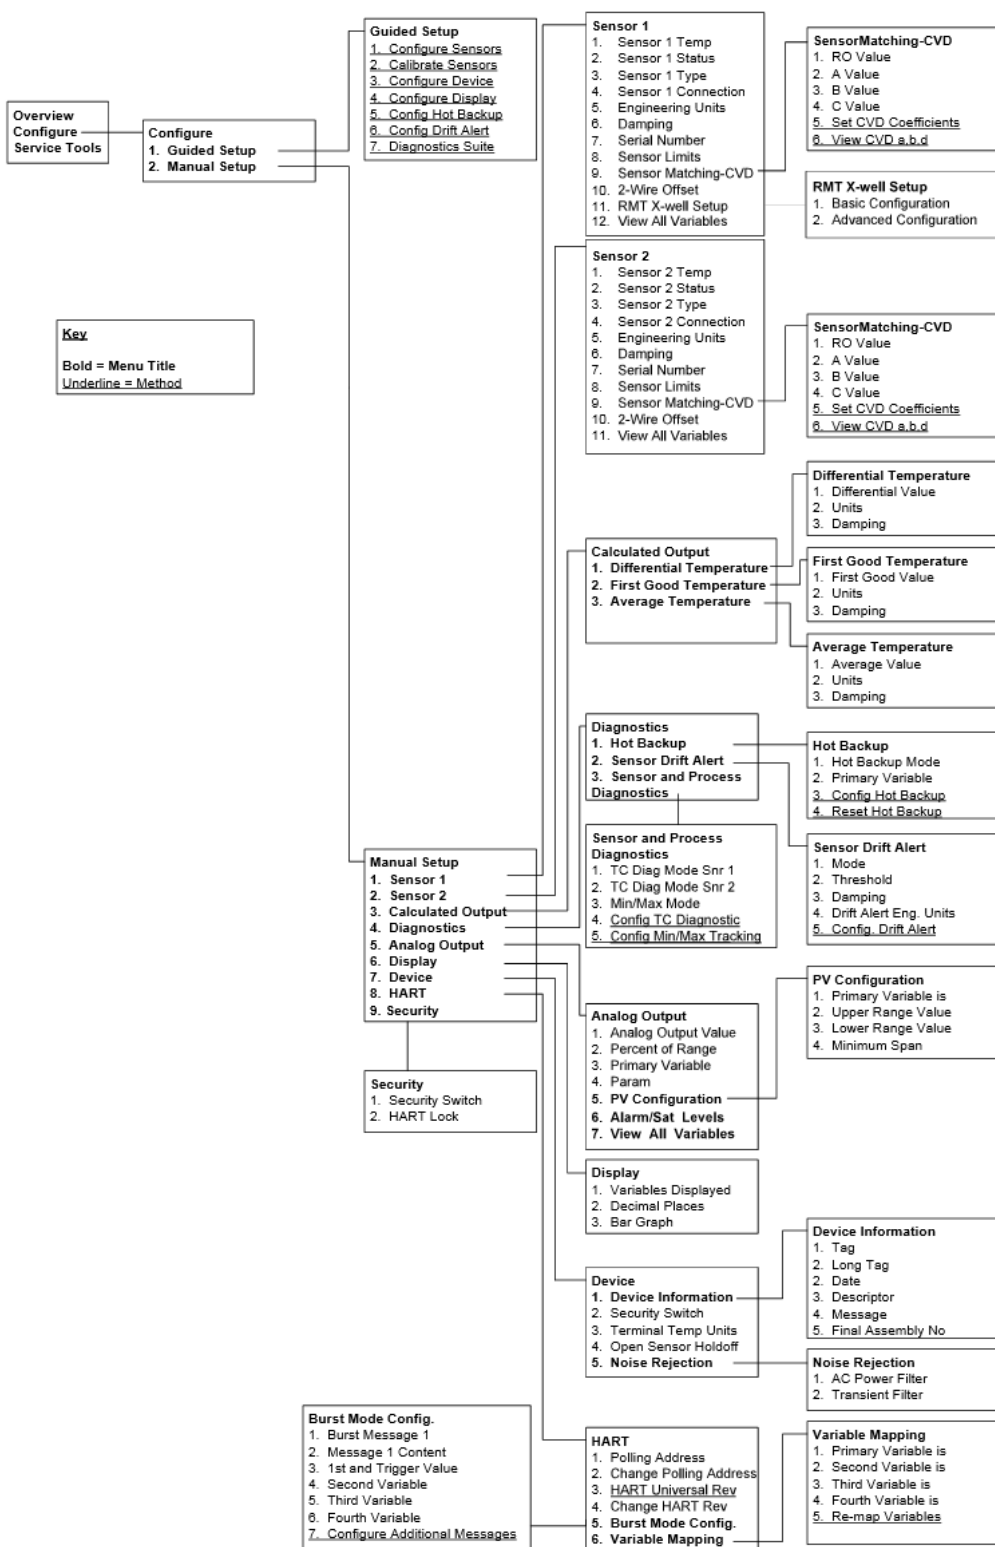 Overview
Configure
Service Tools
Configure
1. Guided Setup
2. Manual Setup
Guided Setup
1. Configure Sensors
2. Calibrate Sensors
3. Configure Device
4. Configure Display
5. Config Hot Backup
6. Config Drift Alert
7. Diagnostics Suite
Key
Bold = Menu Title
Underline = Method
Sensor 1
1. Sensor 1 Temp
2. Sensor 1 Status
3. Sensor 1 Type
4. Sensor 1 Connection
5. Engineering Units
6. Damping
7. Serial Number
8. Sensor Limits
9. Sensor Matching-CVD
10. 2-Wire Offset
11. RMT X-well Setup
12. View All Variables
SensorMatching-CVD
1. RO Value
2. A Value
3. B Value
4. C Value
5. Set CVD Coefficients
6. View CVD a.b.d
RMT X-well Setup
1. Basic Configuration
2. Advanced Configuration
Sensor 2
1. Sensor 2 Temp
2. Sensor 2 Status
3. Sensor 2 Type
4. Sensor 2 Connection
5. Engineering Units
6. Damping
7. Serial Number
8. Sensor Limits
9. Sensor Matching-CVD
10. 2-Wire Offset
11. View All Variables
SensorMatching-CVD
1. RO Value
2. A Value
3. B Value
4. C Value
5. Set CVD Coefficients
6. View CVD a.b.d
Calculated Output
1. Differential Temperature
2. First Good Temperature
3. Average Temperature
Differential Temperature
1. Differential Value
2. Units
3. Damping
First Good Temperature
1. First Good Value
2. Units
3. Damping
Average Temperature
1. Average Value
2. Units
3. Damping
Diagnostics
1. Hot Backup
2. Sensor Drift Alert
3. Sensor and Process
Diagnostics
Hot Backup
1. Hot Backup Mode
2. Primary Variable
3. Config Hot Backup
4. Reset Hot Backup
Sensor and Process
Diagnostics
1. TC Diag Mode Snr 1
2. TC Diag Mode Snr 2
3. Min/Max Mode
4. Config TC Diagnostic
5. Config Min/Max Tracking
Sensor Drift Alert
1. Mode
2. Threshold
3. Damping
4. Drift Alert Eng. Units
5. Config. Drift Alert
Manual Setup
1. Sensor 1
2. Sensor 2
3. Calculated Output
4. Diagnostics
5. Analog Output
6. Display
7. Device
8. HART
9. Security
Security
1. Security Switch
2. HART Lock
Analog Output
1. Analog Output Value
2. Percent of Range
3. Primary Variable
4. Param
5. PV Configuration
6. Alarm/Sat Levels
7. View All Variables
PV Configuration
1. Primary Variable is
2. Upper Range Value
3. Lower Range Value
4. Minimum Span
Display
1. Variables Displayed
2. Decimal Places
3. Bar Graph
Device
1. Device Information
2. Security Switch
3. Terminal Temp Units
4. Open Sensor Holdoff
5. Noise Rejection
Device Information
1. Tag
2. Long Tag
2. Date
3. Descriptor
4. Message
5. Final Assembly No
Noise Rejection
1. AC Power Filter
2. Transient Filter
Burst Mode Config.
1. Burst Message 1
2. Message 1 Content
3. 1st and Trigger Value
4. Second Variable
5. Third Variable
6. Fourth Variable
7. Configure Additional Messages
HART
1. Polling Address
2. Change Polling Address
3. HART Universal Rev
4. Change HART Rev
5. Burst Mode Config.
6. Variable Mapping
Variable Mapping
1. Primary Variable is
2. Second Variable is
3. Third Variable is
4. Fourth Variable is
5. Re-map Variables